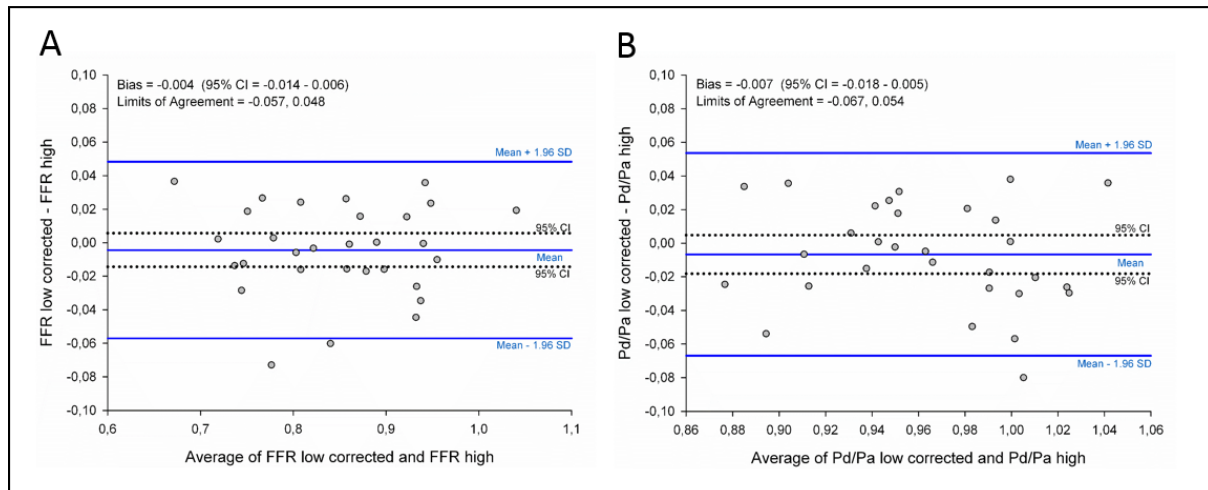 A
Bias = -0.004 (95% CI = -0.014 - 0.006)
Limits of Agreement = -0.057, 0.048
FFR low corrected - FFR high
0,10
0,08
0,06
0,04
0,02
0,00
-0,02
-0,04
-0,06
-0,08
-0,10
Mean + 1.96 SD
95% CI
Mean
95% CI
Mean - 1.96 SD
0,6 0,7 0,8 0,9 1,0 1,1
Average of FFR low corrected and FFR high
B
Bias = -0.007 (95% CI = -0.018 - 0.005)
Limits of Agreement = -0.067, 0.054
Pd/Pa low corrected - Pd/Pa high
0,10
0,08
0,06
0,04
0,02
0,00
-0,02
-0,04
-0,06
-0,08
-0,10
Mean + 1.96 SD
95% CI
Mean
95% CI
Mean - 1.96 SD
0,86 0,88 0,90 0,92 0,94 0,96 0,98 1,00 1,02 1,04 1,06
Average of Pd/Pa low corrected and Pd/Pa high